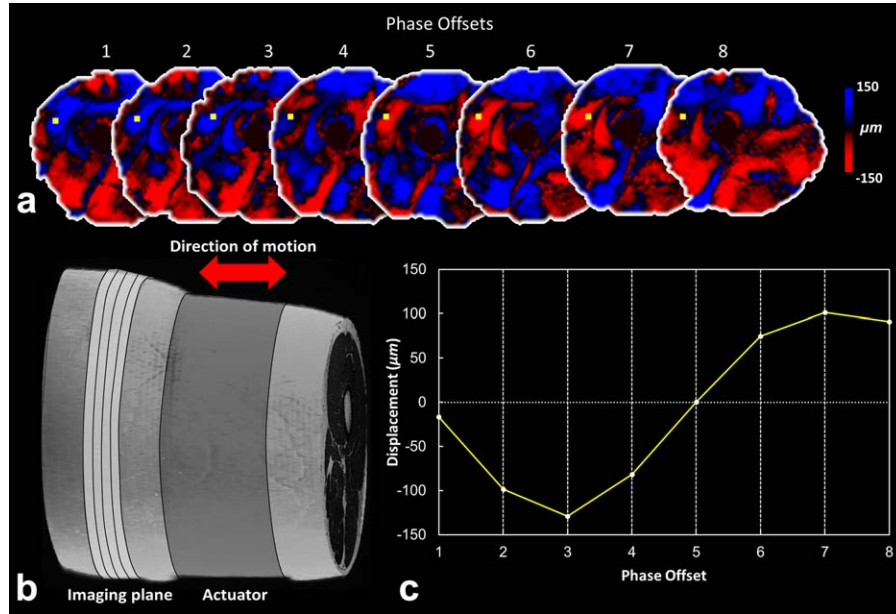 Phase Offsets
1 2 3 4 5 6 7 8
150
μm
-150
a
Direction of motion
Imaging plane Actuator
b
150
100
50
0
-50
-100
-150
Displacement (μm)
1 2 3 4 5 6 7 8
Phase Offset
c